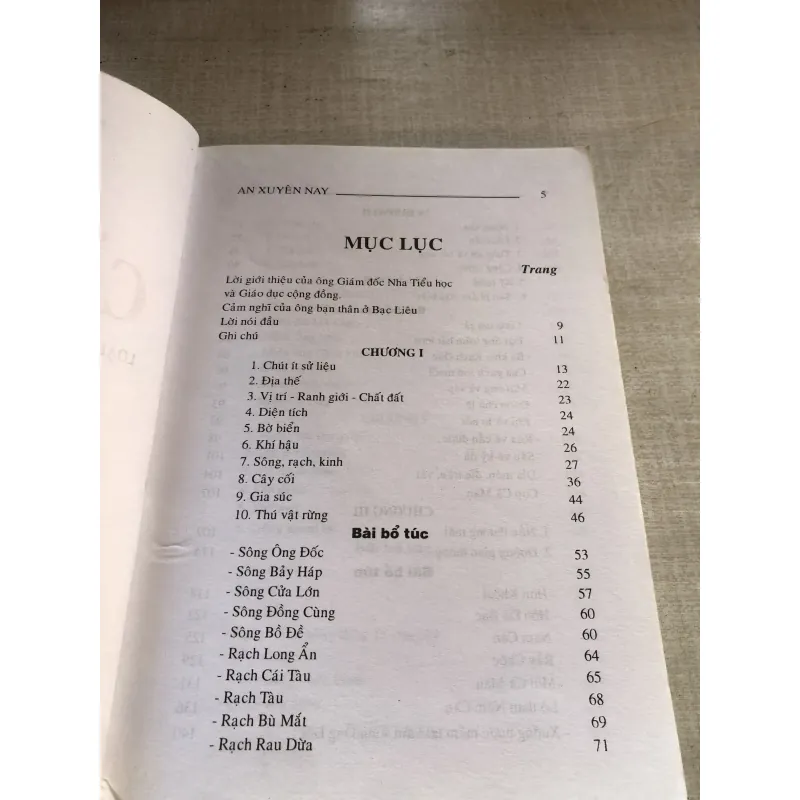 AN XUYÊN NAY 5
MỤC LỤC
Trang
Lời giới thiệu của ông Giám đốc Nha Tiểu học
và Giáo dục cộng đồng.
Cảm nghĩ của ông bạn thân ở Bạc Liêu
Lời nói đầu 9
Ghi chú 11
CHƯƠNG I
1. Chút ít sử liệu 13
2. Địa thế 22
3. Vị trí - Ranh giới - Chất đất 23
4. Diện tích 24
5. Bờ biển 24
6. Khí hậu 26
7. Sông, rạch, kinh 27
8. Cây cối 36
9. Gia súc 44
10. Thú vật rừng 46
Bài bổ túc
- Sông Ông Đốc 53
- Sông Bảy Háp 55
- Sông Cửa Lớn 57
- Sông Đồng Cùng 60
- Sông Bồ Đề 60
- Rạch Long Ẩn 64
- Rạch Cái Tàu 65
- Rạch Tàu 68
- Rạch Bù Mắt 69
- Rạch Rau Dừa 71